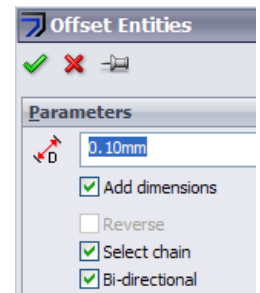 Offset Entities
Parameters
D
0.10mm
Add dimensions
Reverse
Select chain
Bi-directional